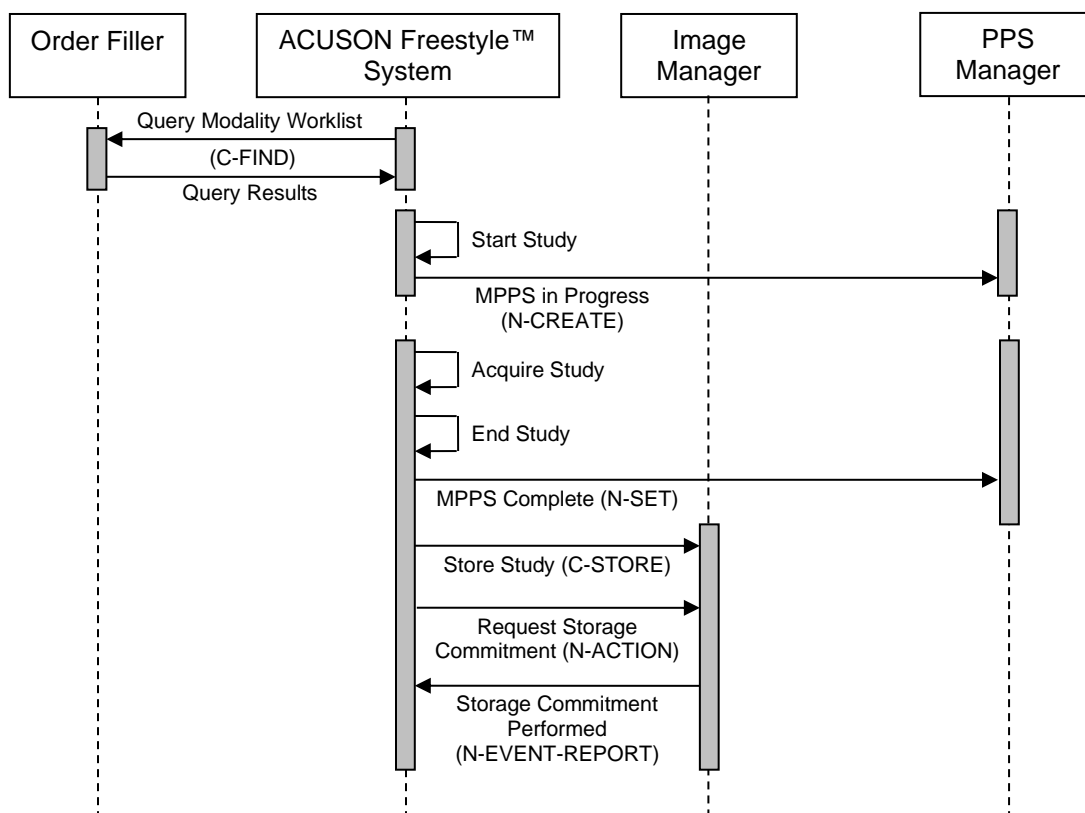 Order Filler
ACUSON Freestyle™
System
Image
Manager
PPS
Manager
Query Modality Worklist
(C-FIND)
Query Results
Start Study
MPPS in Progress
(N-CREATE)
Acquire Study
End Study
MPPS Complete (N-SET)
Store Study (C-STORE)
Request Storage
Commitment (N-ACTION)
Storage Commitment
Performed
(N-EVENT-REPORT)